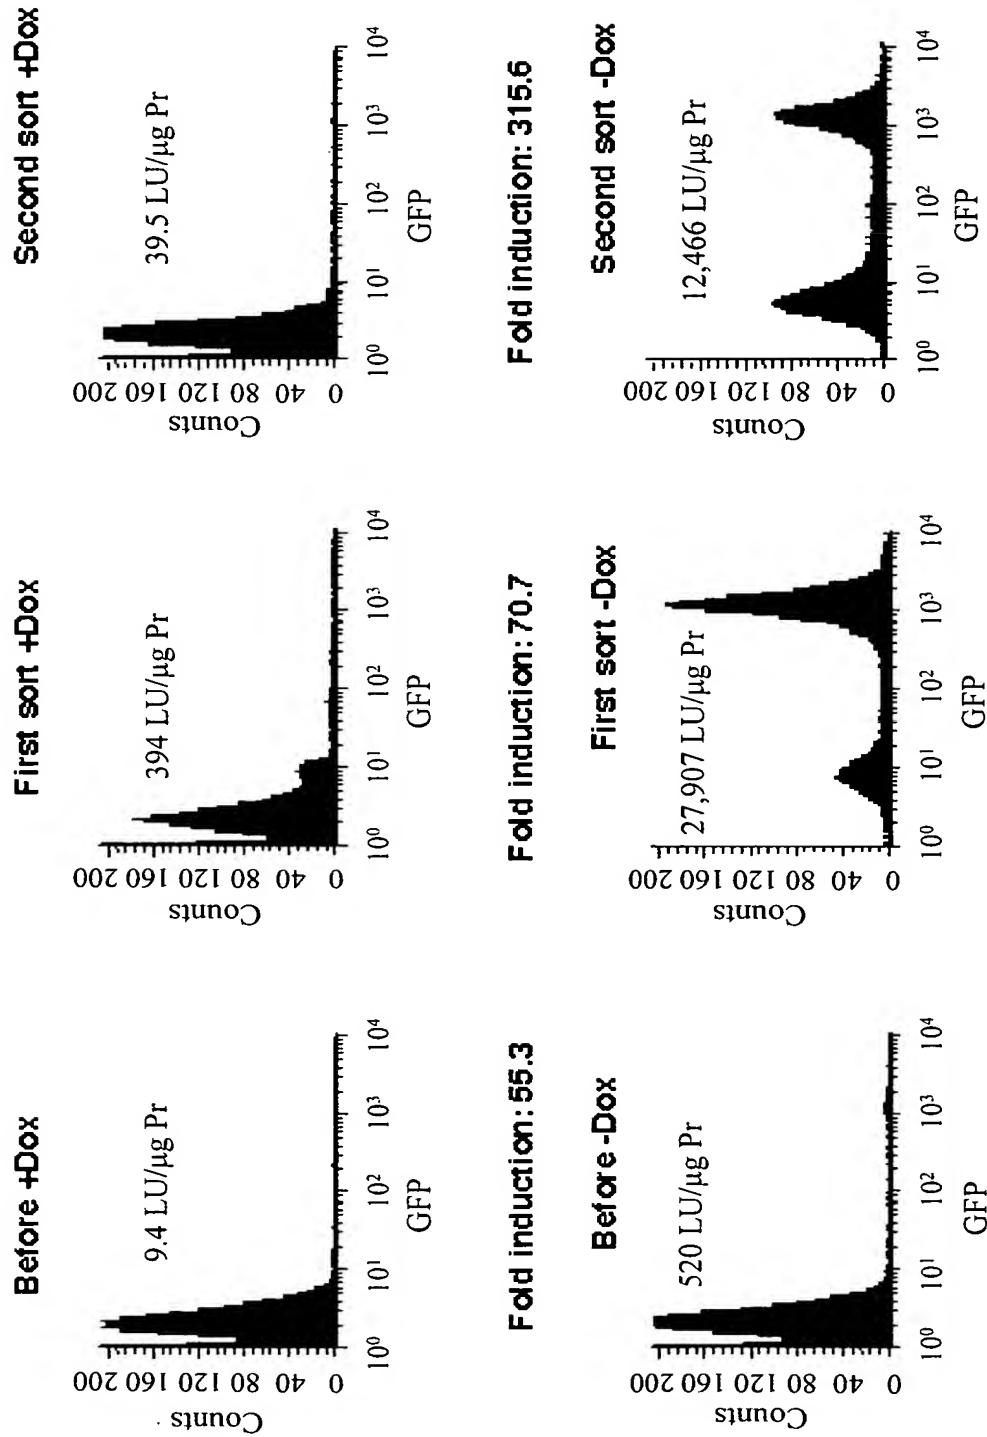 Before +Dox
9.4 LU/µg Pr
Counts
200 160 120 80 40 0
10⁰ 10¹ 10² 10³ 10⁴
GFP
First sort +Dox
394 LU/µg Pr
Counts
200 160 120 80 40 0
10⁰ 10¹ 10² 10³ 10⁴
GFP
Second sort +Dox
39.5 LU/µg Pr
Counts
200 160 120 80 40 0
10⁰ 10¹ 10² 10³ 10⁴
GFP
Fold induction: 55.3
Fold induction: 70.7
Fold induction: 315.6
Before -Dox
520 LU/µg Pr
Counts
200 160 120 80 40 0
10⁰ 10¹ 10² 10³ 10⁴
GFP
First sort -Dox
27,907 LU/µg Pr
Counts
200 160 120 80 40 0
10⁰ 10¹ 10² 10³ 10⁴
GFP
Second sort -Dox
12,466 LU/µg Pr
Counts
200 160 120 80 40 0
10⁰ 10¹ 10² 10³ 10⁴
GFP